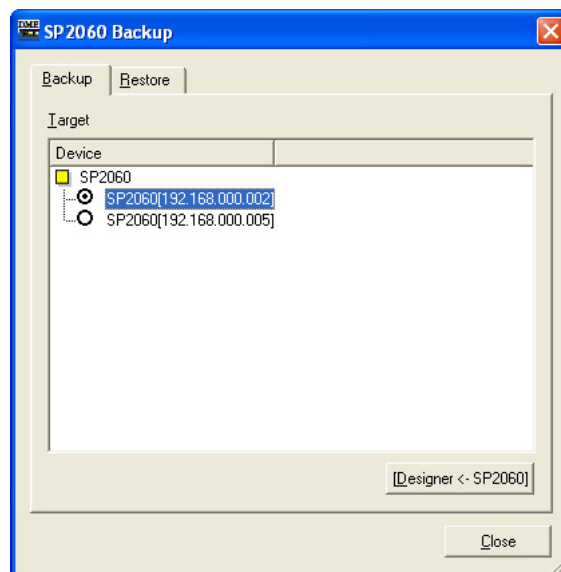 DME SP2060 Backup
Backup Restore
Target
Device
SP2060
SP2060[192.168.000.002]
SP2060[192.168.000.005]
[Designer <- SP2060]
Close